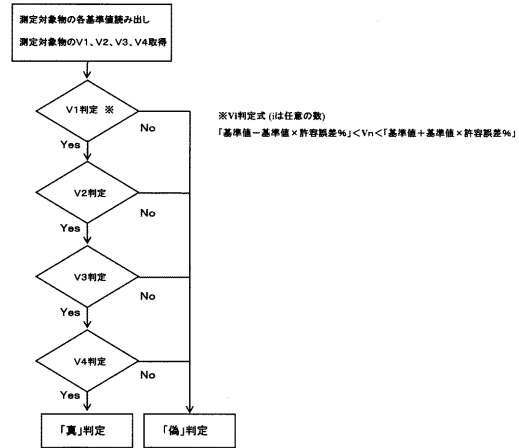 測定対象物の各基準値読み出し
測定対象物のV1、V2、V3、V4取得
V1判定 ※
No
Yes
※Vi判定式 (iは任意の数)
「基準値－基準値×許容誤差%」<Vn<「基準値＋基準値×許容誤差%」
V2判定
No
Yes
V3判定
No
Yes
V4判定
No
Yes
「真」判定
「偽」判定